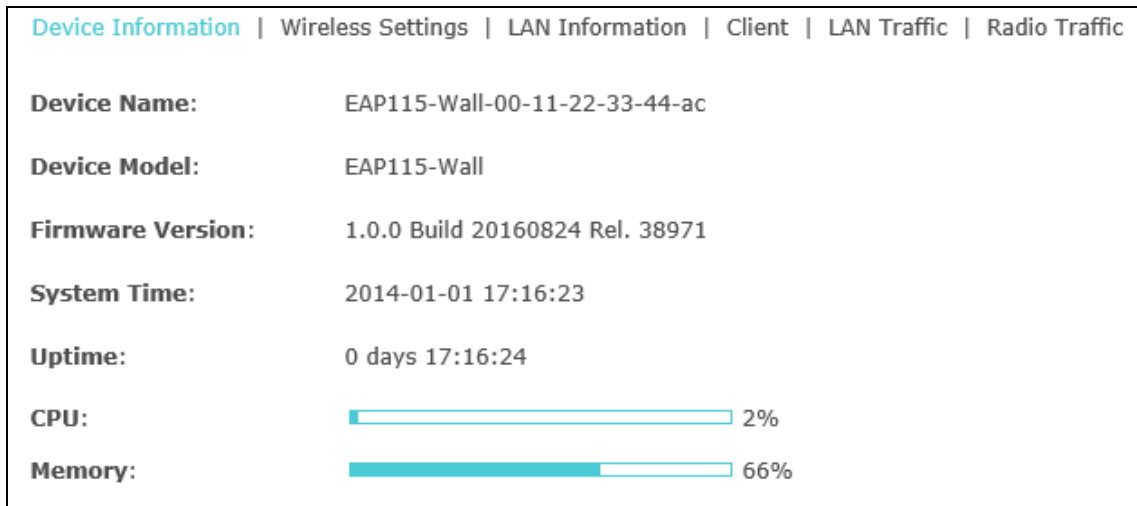 Device Information | Wireless Settings | LAN Information | Client | LAN Traffic | Radio Traffic
Device Name: EAP115-Wall-00-11-22-33-44-ac
Device Model: EAP115-Wall
Firmware Version: 1.0.0 Build 20160824 Rel. 38971
System Time: 2014-01-01 17:16:23
Uptime: 0 days 17:16:24
CPU: 2%
Memory: 66%